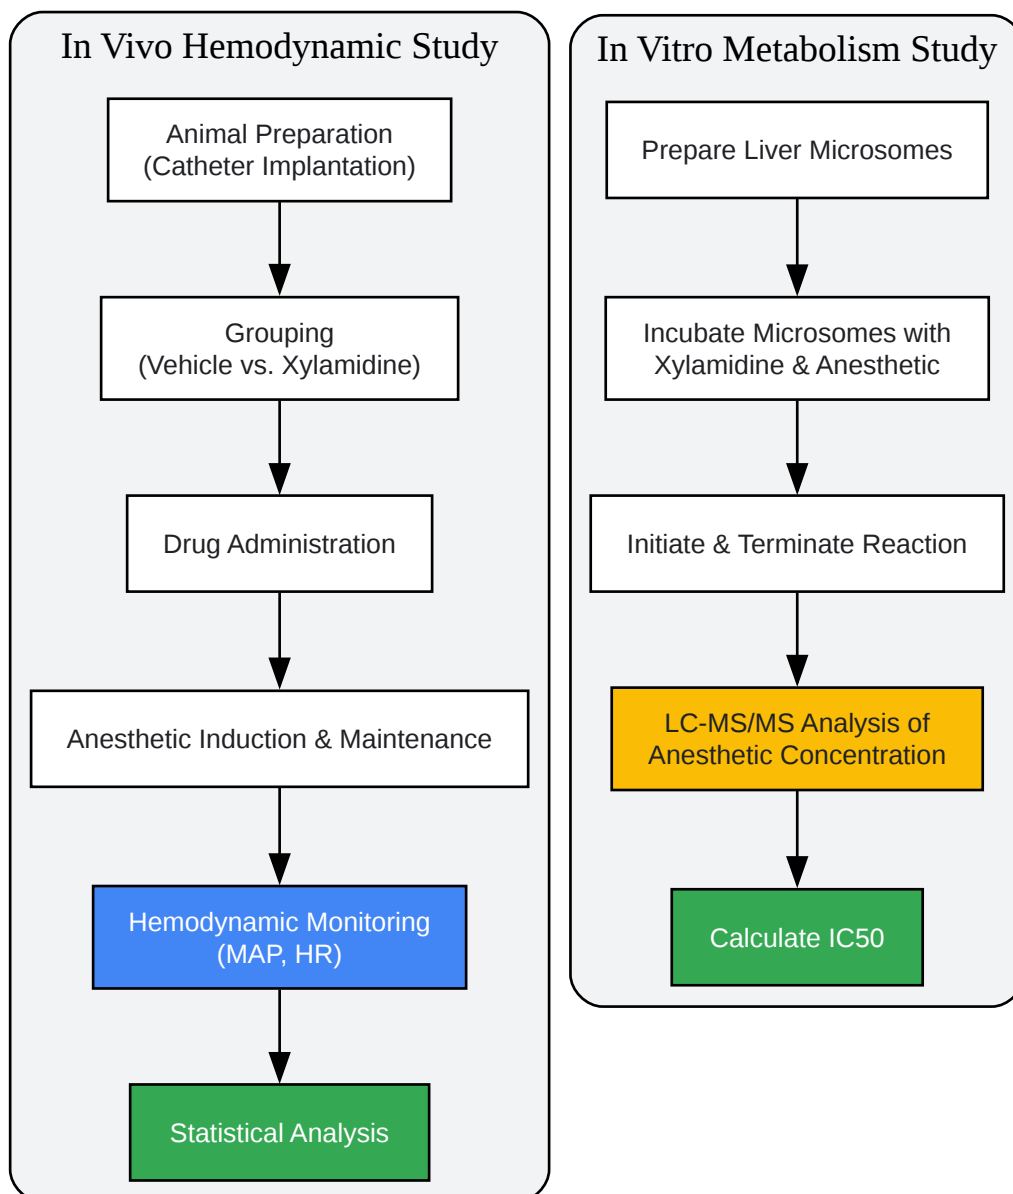 In Vivo Hemodynamic Study
Animal Preparation
(Catheter Implantation)
Grouping
(Vehicle vs. Xylamidine)
Drug Administration
Anesthetic Induction & Maintenance
Hemodynamic Monitoring
(MAP, HR)
Statistical Analysis
In Vitro Metabolism Study
Prepare Liver Microsomes
Incubate Microsomes with
Xylamidine & Anesthetic
Initiate & Terminate Reaction
LC-MS/MS Analysis of
Anesthetic Concentration
Calculate IC50